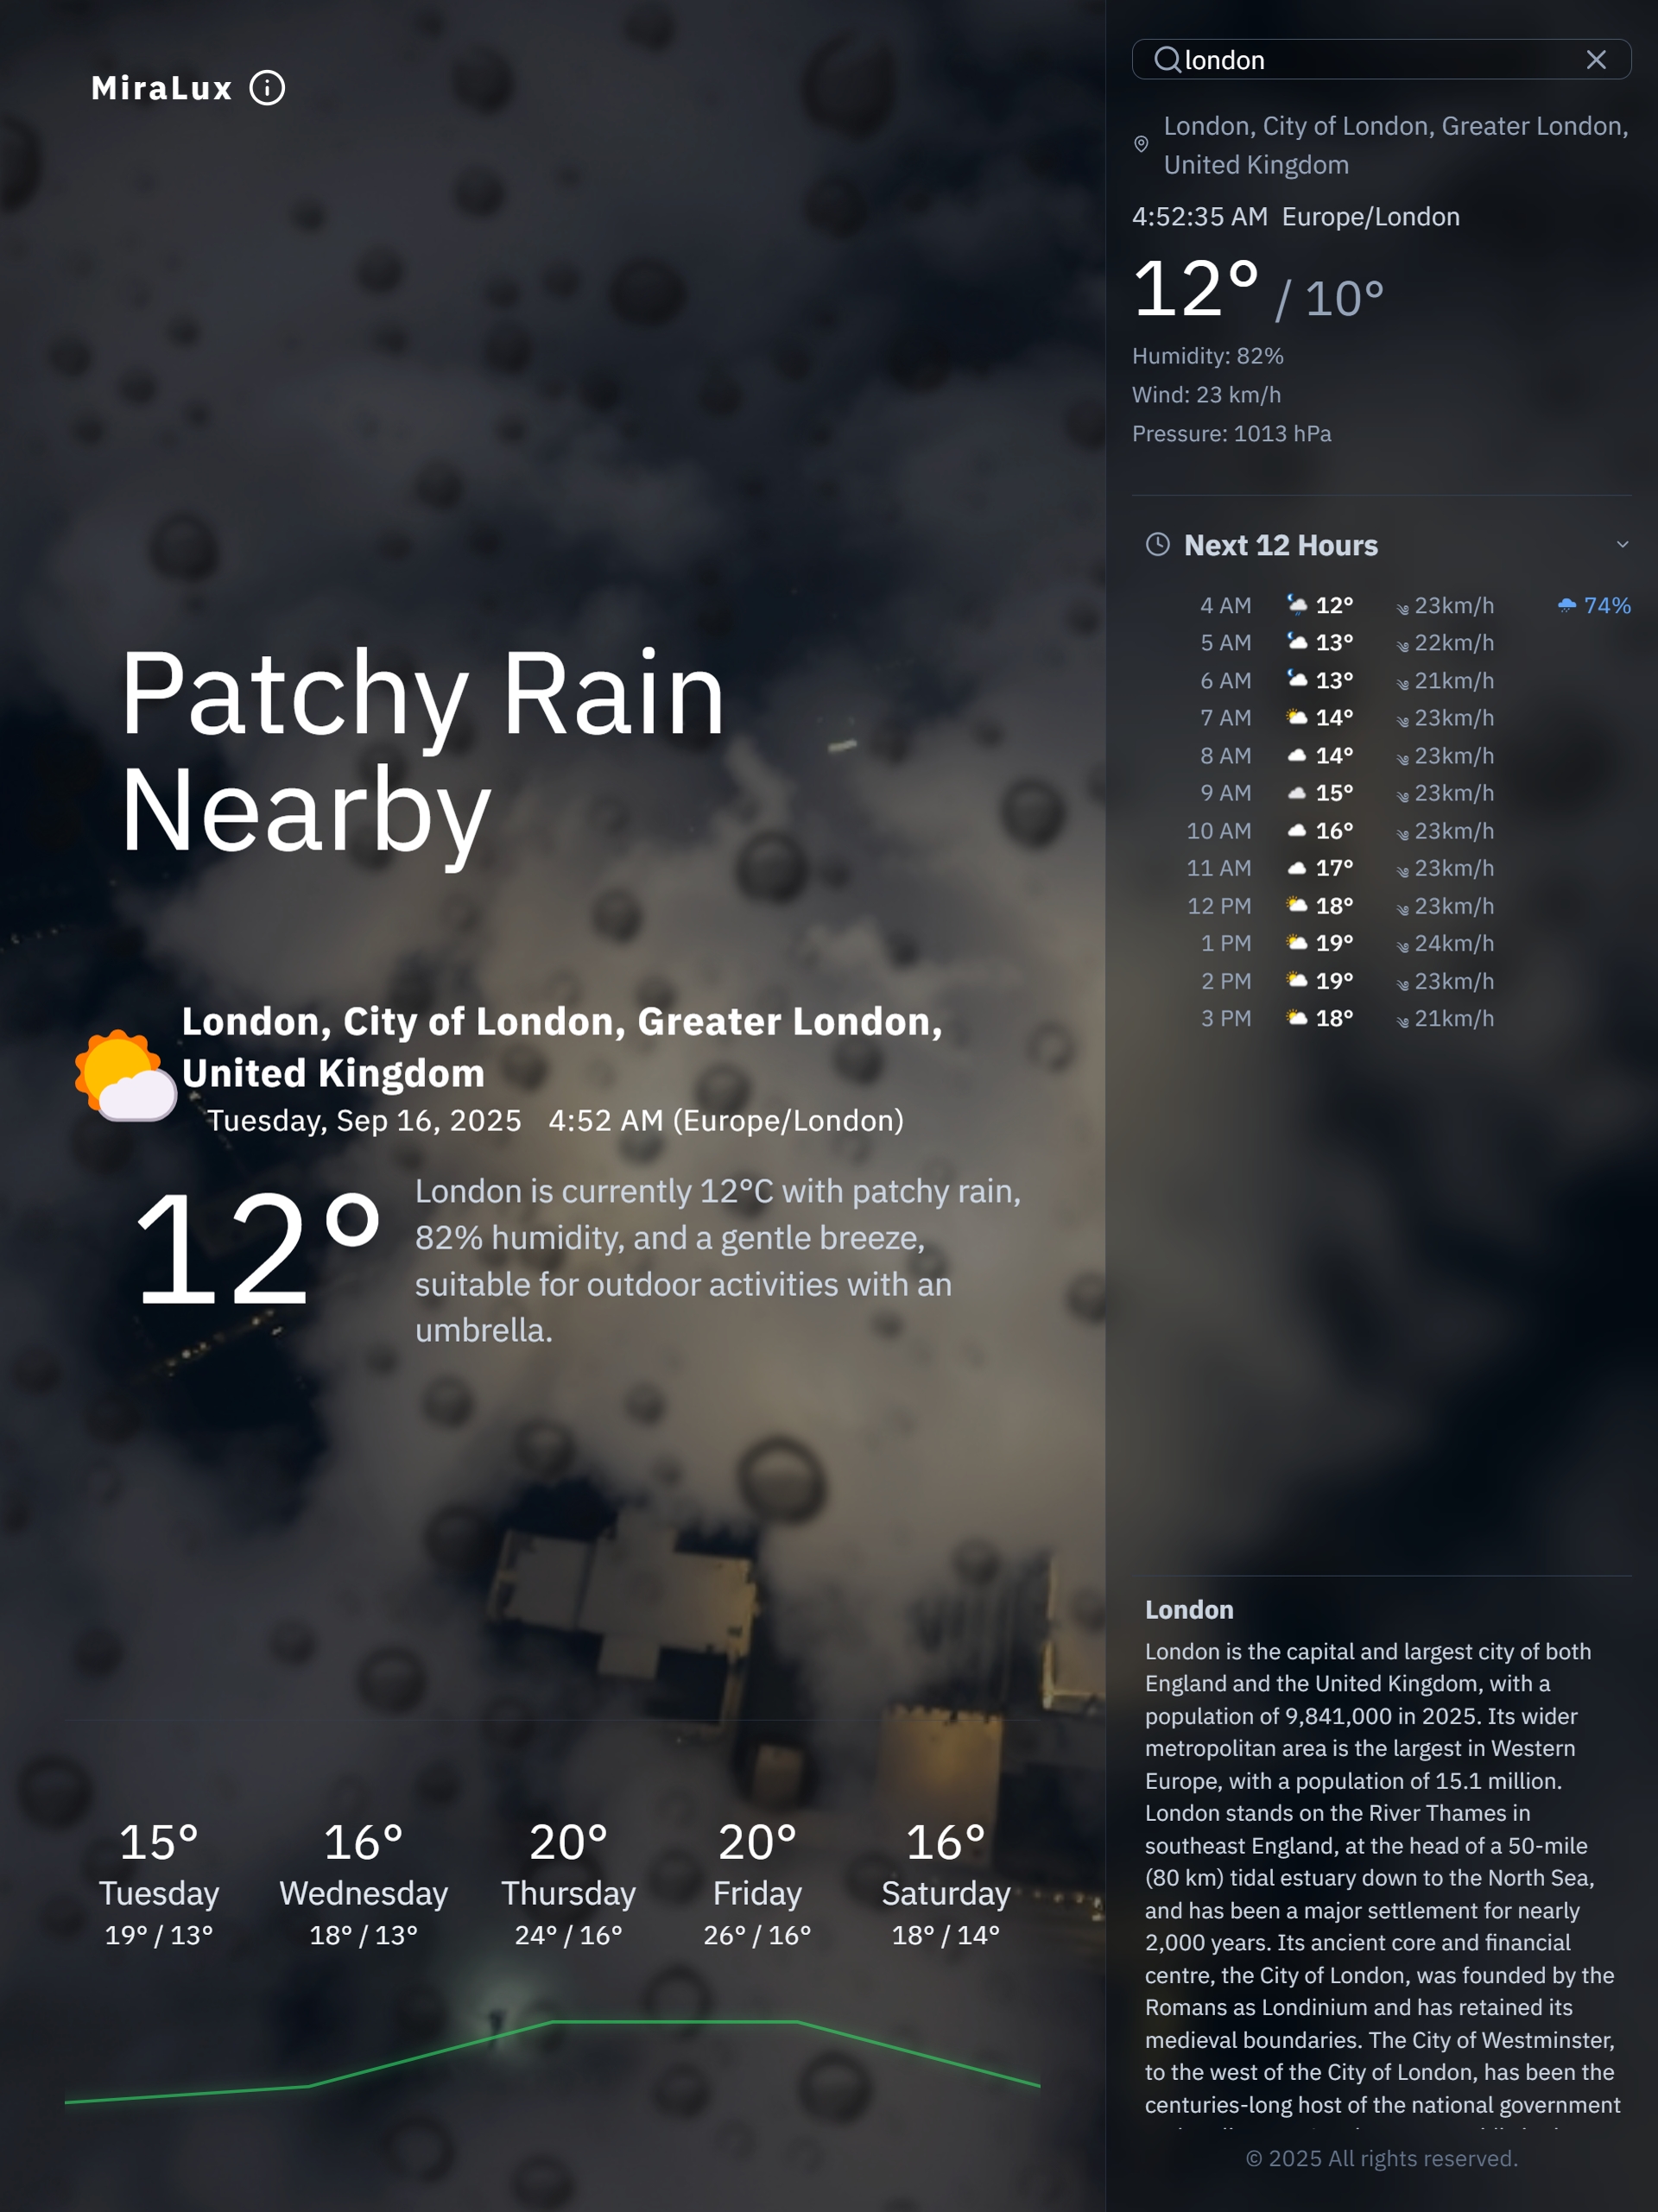 MiraLux
Patchy Rain
Nearby
London, City of London, Greater London,
United Kingdom
Tuesday, Sep 16, 2025 4:52 AM (Europe/London)
12°
London is currently 12°C with patchy rain,
82% humidity, and a gentle breeze,
suitable for outdoor activities with an
umbrella.
15° 16° 20° 20° 16°
Tuesday Wednesday Thursday Friday Saturday
19° / 13° 18° / 13° 24° / 16° 26° / 16° 18° / 14°
london
London, City of London, Greater London,
United Kingdom
4:52:35 AM Europe/London
12° / 10°
Humidity: 82%
Wind: 23 km/h
Pressure: 1013 hPa
Next 12 Hours
4 AM 12° 23km/h 74%
5 AM 13° 22km/h
6 AM 13° 21km/h
7 AM 14° 23km/h
8 AM 14° 23km/h
9 AM 15° 23km/h
10 AM 16° 23km/h
11 AM 17° 23km/h
12 PM 18° 23km/h
1 PM 19° 24km/h
2 PM 19° 23km/h
3 PM 18° 21km/h
London
London is the capital and largest city of both
England and the United Kingdom, with a
population of 9,841,000 in 2025. Its wider
metropolitan area is the largest in Western
Europe, with a population of 15.1 million.
London stands on the River Thames in
southeast England, at the head of a 50-mile
(80 km) tidal estuary down to the North Sea,
and has been a major settlement for nearly
2,000 years. Its ancient core and financial
centre, the City of London, was founded by the
Romans as Londinium and has retained its
medieval boundaries. The City of Westminster,
to the west of the City of London, has been the
centuries-long host of the national government
© 2025 All rights reserved.